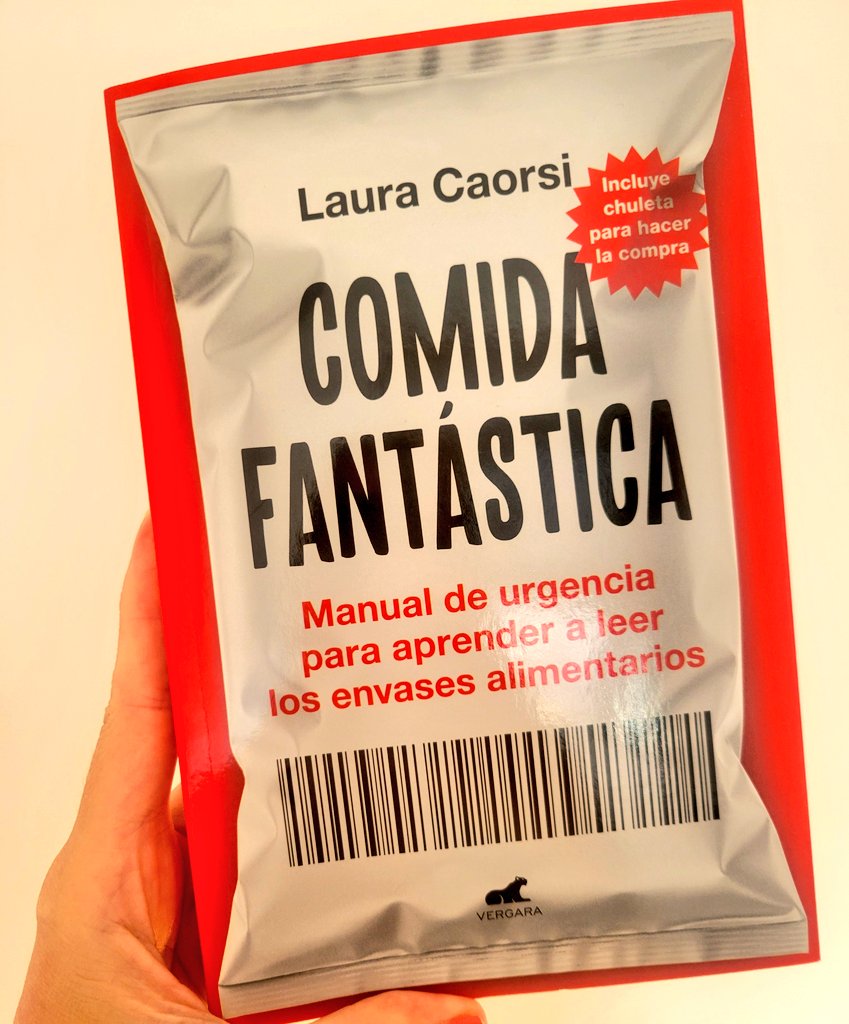 Laura Caorsi
Incluye
chuleta
para hacer
la compra
COMIDA
FANTÁSTICA
Manual de urgencia
para aprender a leer
los envases alimentarios
VERGARA